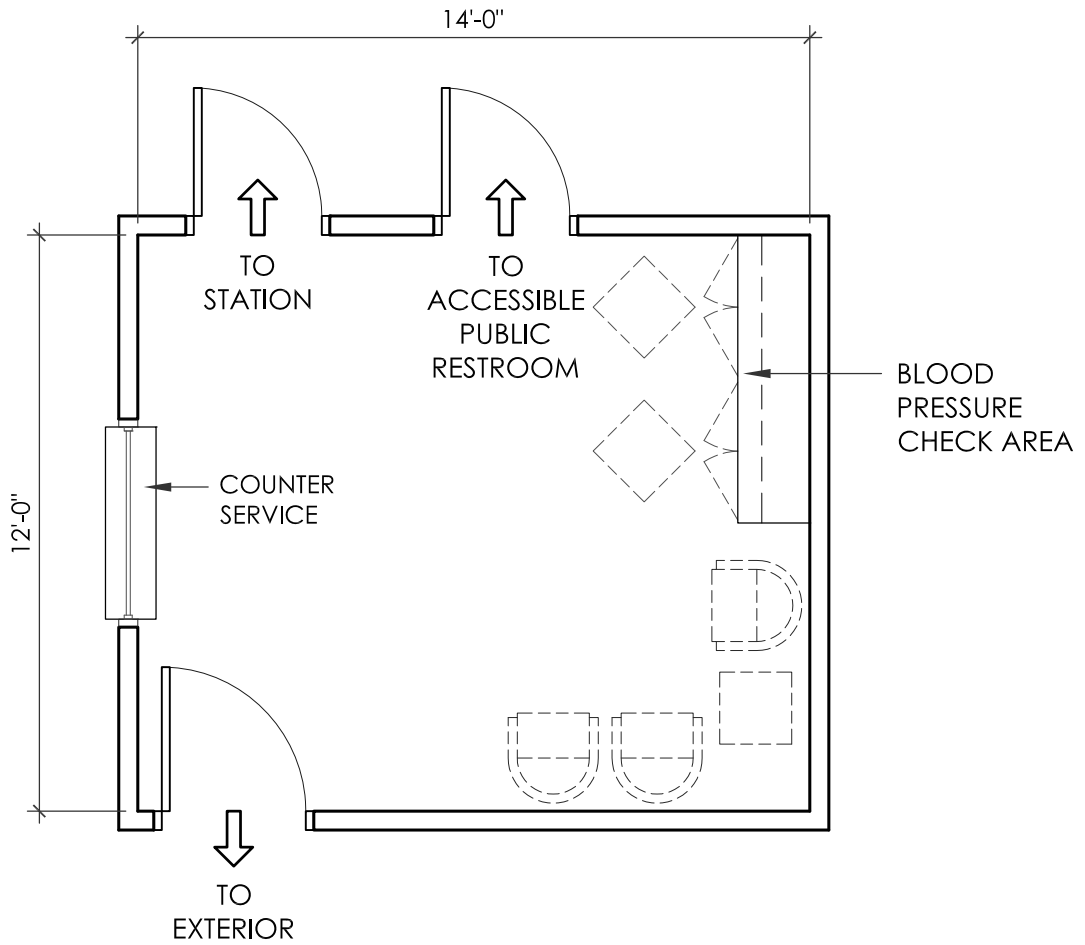 14'-0"
TO
STATION
TO
ACCESSIBLE
PUBLIC
RESTROOM
BLOOD
PRESSURE
CHECK AREA
COUNTER
SERVICE
12'-0"
TO
EXTERIOR